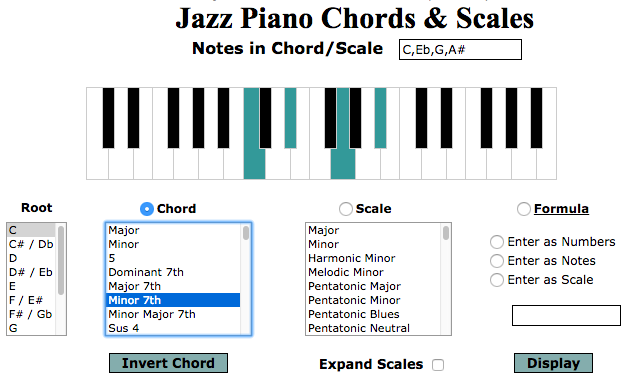 Jazz Piano Chords & Scales
Notes in Chord/Scale C,Eb,G,A#
Root Chord Scale Formula
C
C# / Db
D
D# / Eb
E
F / E#
F# / Gb
G
Major
Minor
5
Dominant 7th
Major 7th
Minor 7th
Minor Major 7th
Sus 4
Major
Minor
Harmonic Minor
Melodic Minor
Pentatonic Major
Pentatonic Minor
Pentatonic Blues
Pentatonic Neutral
Enter as Numbers
Enter as Notes
Enter as Scale
Invert Chord Expand Scales Display